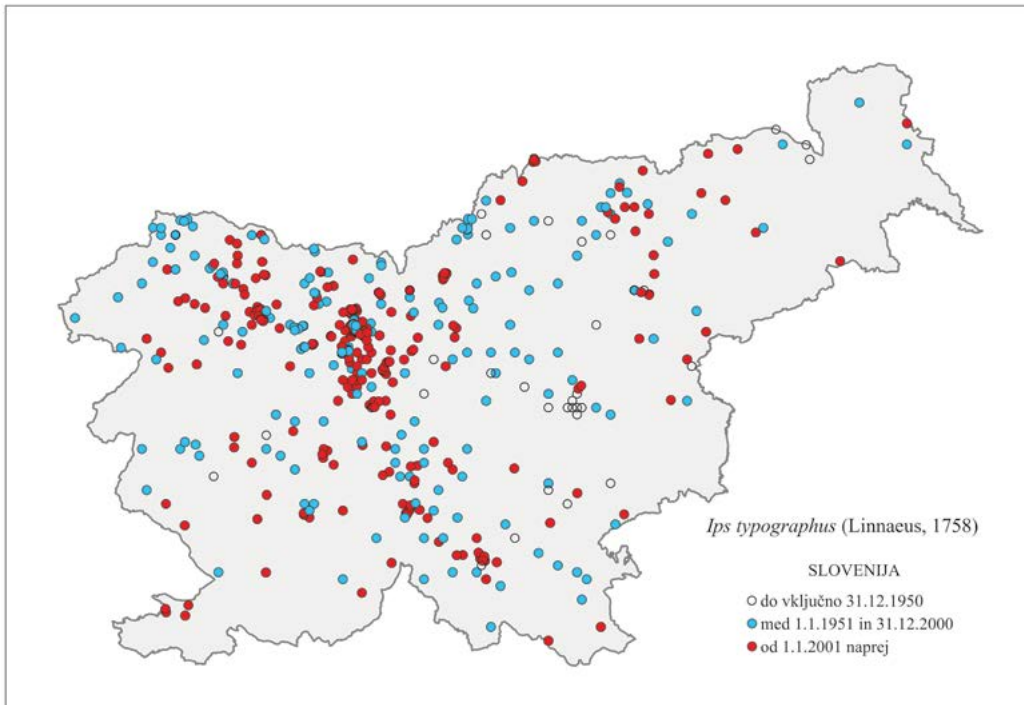 Ips typographus (Linnaeus, 1758)
SLOVENIJA
do vključno 31.12.1950
med 1.1.1951 in 31.12.2000
od 1.1.2001 naprej